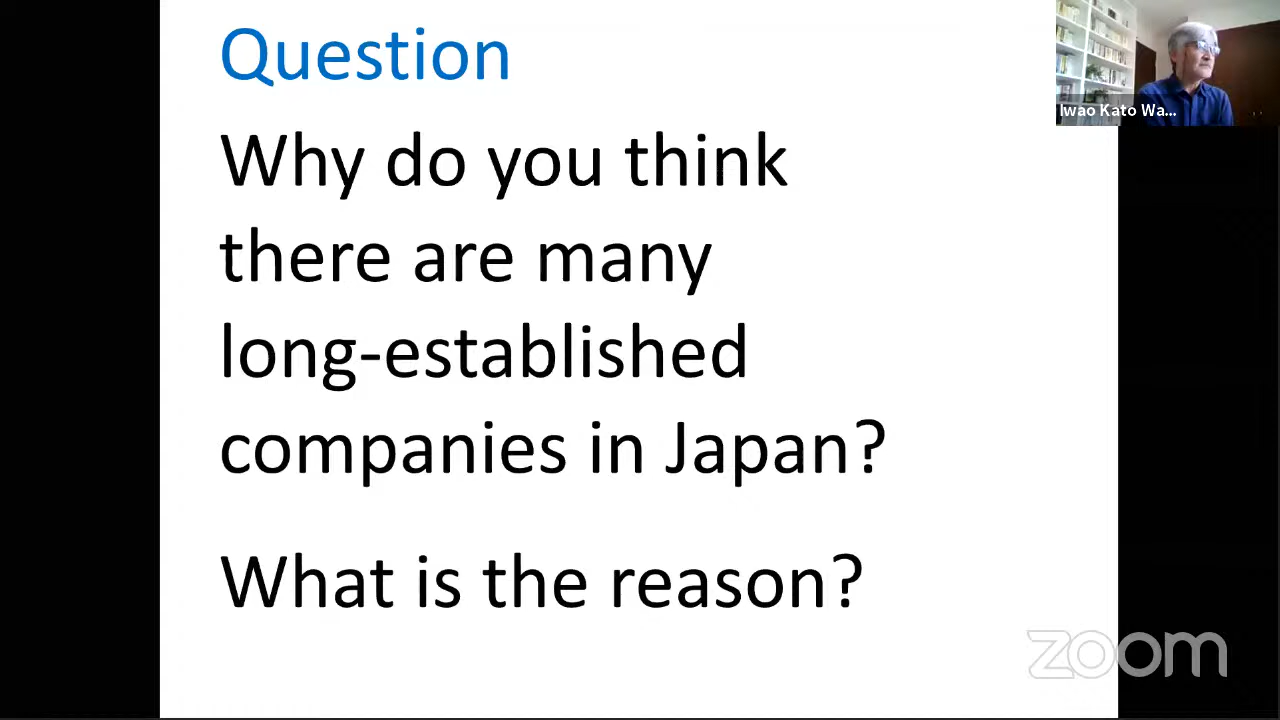 Question
Why do you think
there are many
long-established
companies in Japan?
What is the reason?
Iwao Kato Wa...
zoom